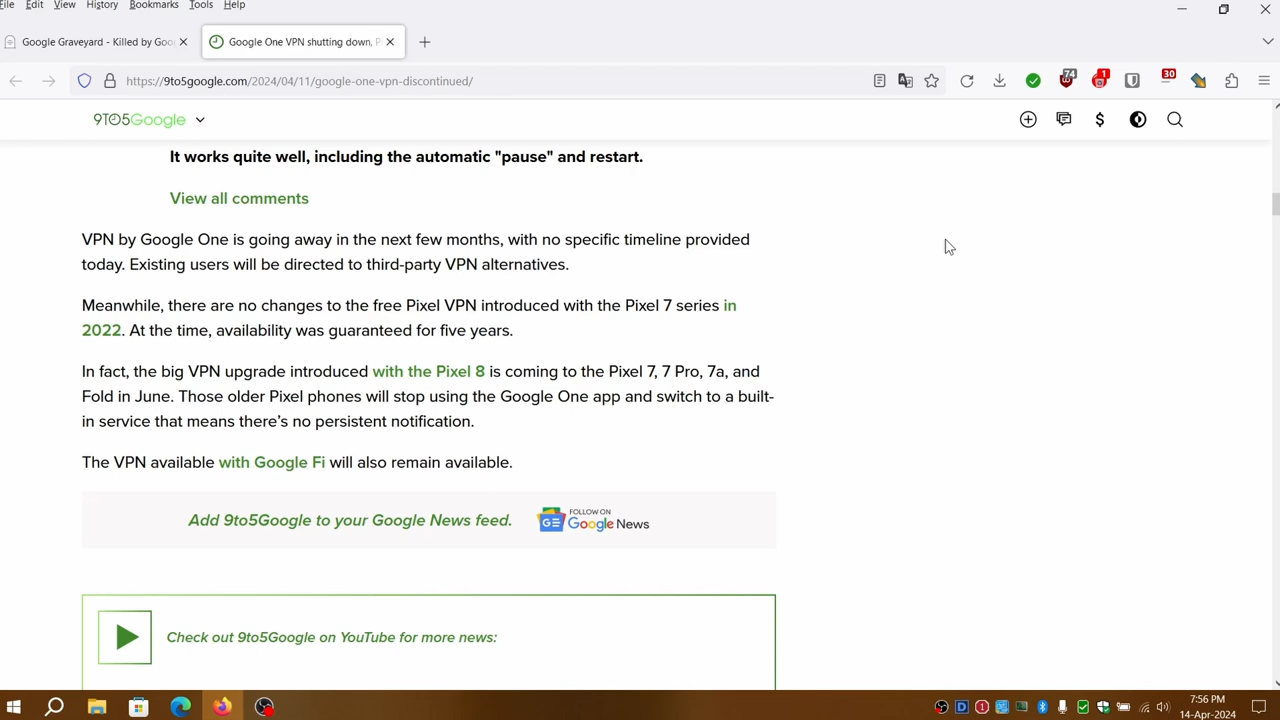 File Edit View History Bookmarks Tools Help
Google Graveyard - Killed by Goo
Google One VPN shutting down, P
https://9to5google.com/2024/04/11/google-one-vpn-discontinued/
74
1
30
9TO5Google
$
It works quite well, including the automatic "pause" and restart.
View all comments
VPN by Google One is going away in the next few months, with no specific timeline provided
today. Existing users will be directed to third-party VPN alternatives.
Meanwhile, there are no changes to the free Pixel VPN introduced with the Pixel 7 series in
2022. At the time, availability was guaranteed for five years.
In fact, the big VPN upgrade introduced with the Pixel 8 is coming to the Pixel 7, 7 Pro, 7a, and
Fold in June. Those older Pixel phones will stop using the Google One app and switch to a built-
in service that means there’s no persistent notification.
The VPN available with Google Fi will also remain available.
Add 9to5Google to your Google News feed.
FOLLOW ON
GE Google News
Check out 9to5Google on YouTube for more news:
7:56 PM
14-Apr-2024